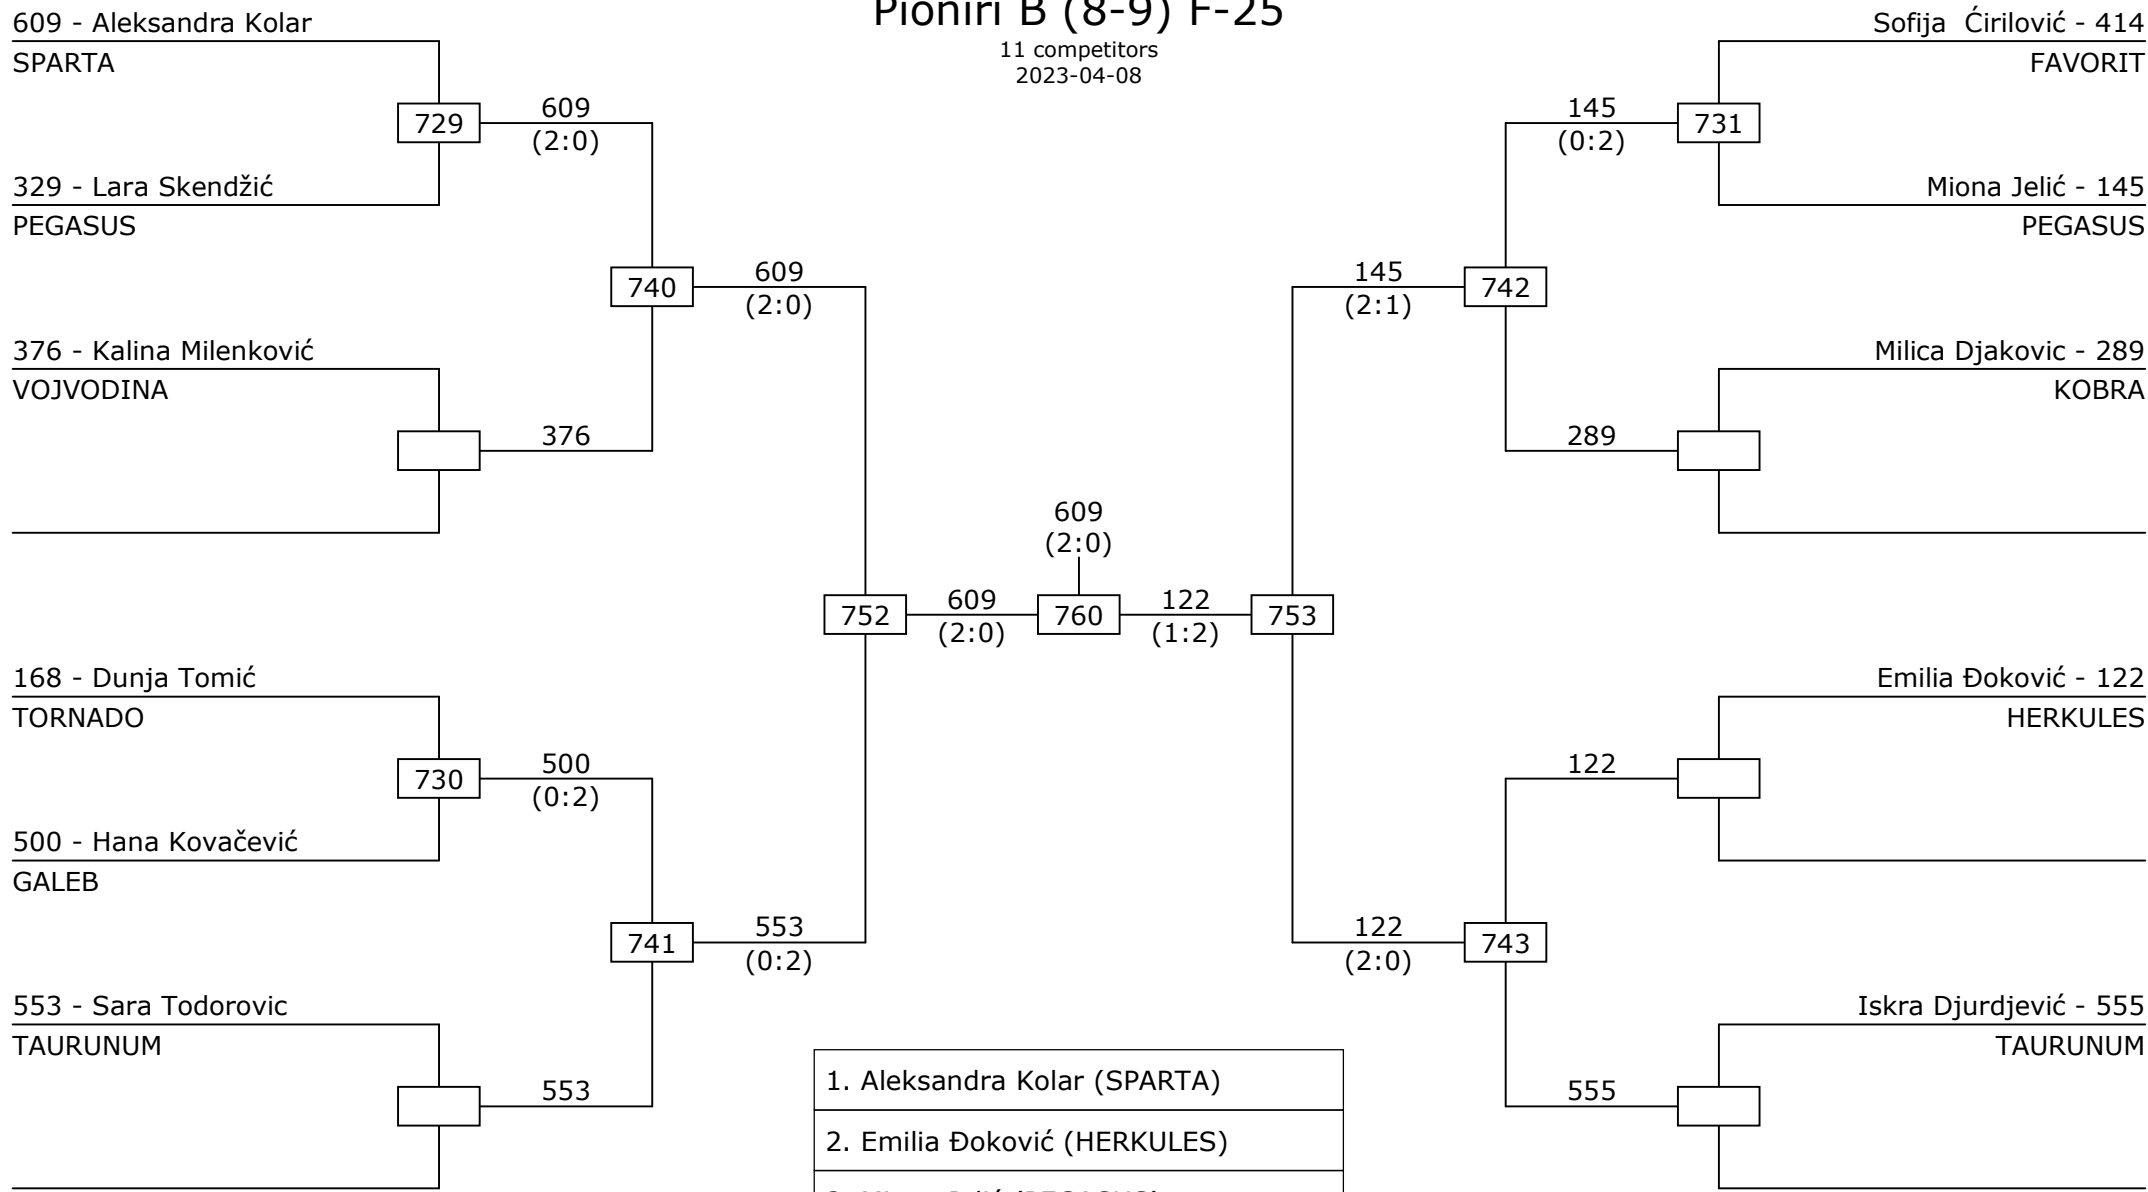 Pioniri B (8-9) F-25
11 competitors
2023-04-08
609 - Aleksandra Kolar
SPARTA
729
609
(2:0)
329 - Lara Skendžić
PEGASUS
740
609
(2:0)
376 - Kalina Milenković
VOJVODINA
376
168 - Dunja Tomić
TORNADO
730
500
(0:2)
500 - Hana Kovačević
GALEB
741
553
(0:2)
553 - Sara Todorovic
TAURUNUM
553
752
609
(2:0)
609
(2:0)
760
122
(1:2)
753
Sofija  Ćirilović - 414
FAVORIT
145
(0:2)
731
Miona Jelić - 145
PEGASUS
145
(2:1)
742
Milica Djakovic - 289
KOBRA
289
Emilia Đoković - 122
HERKULES
122
122
(2:0)
743
Iskra Djurdjević - 555
TAURUNUM
555
1. Aleksandra Kolar (SPARTA)
2. Emilia Đoković (HERKULES)